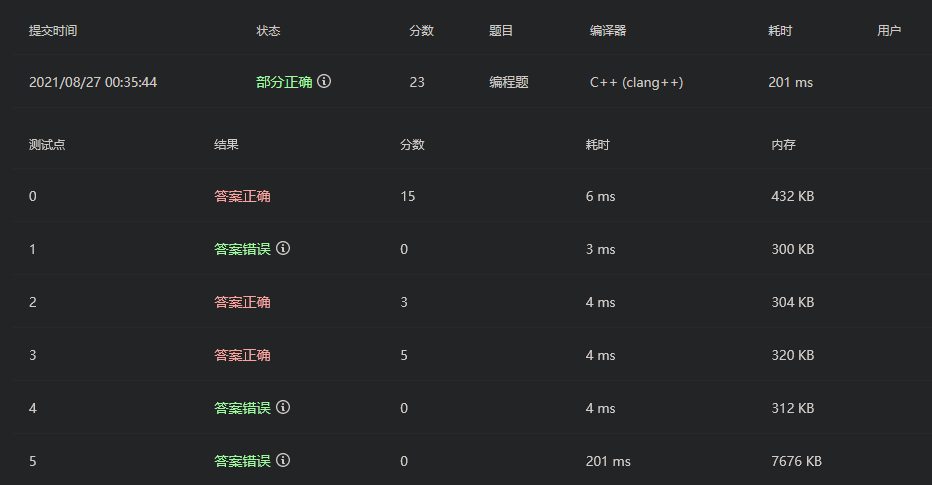 提交时间 状态 分数 题目 编译器 耗时 用户
2021/08/27 00:35:44 部分正确 23 编程题 C++ (clang++) 201 ms
测试点 结果 分数 耗时 内存
0 答案正确 15 6 ms 432 KB
1 答案错误 0 3 ms 300 KB
2 答案正确 3 4 ms 304 KB
3 答案正确 5 4 ms 320 KB
4 答案错误 0 4 ms 312 KB
5 答案错误 0 201 ms 7676 KB